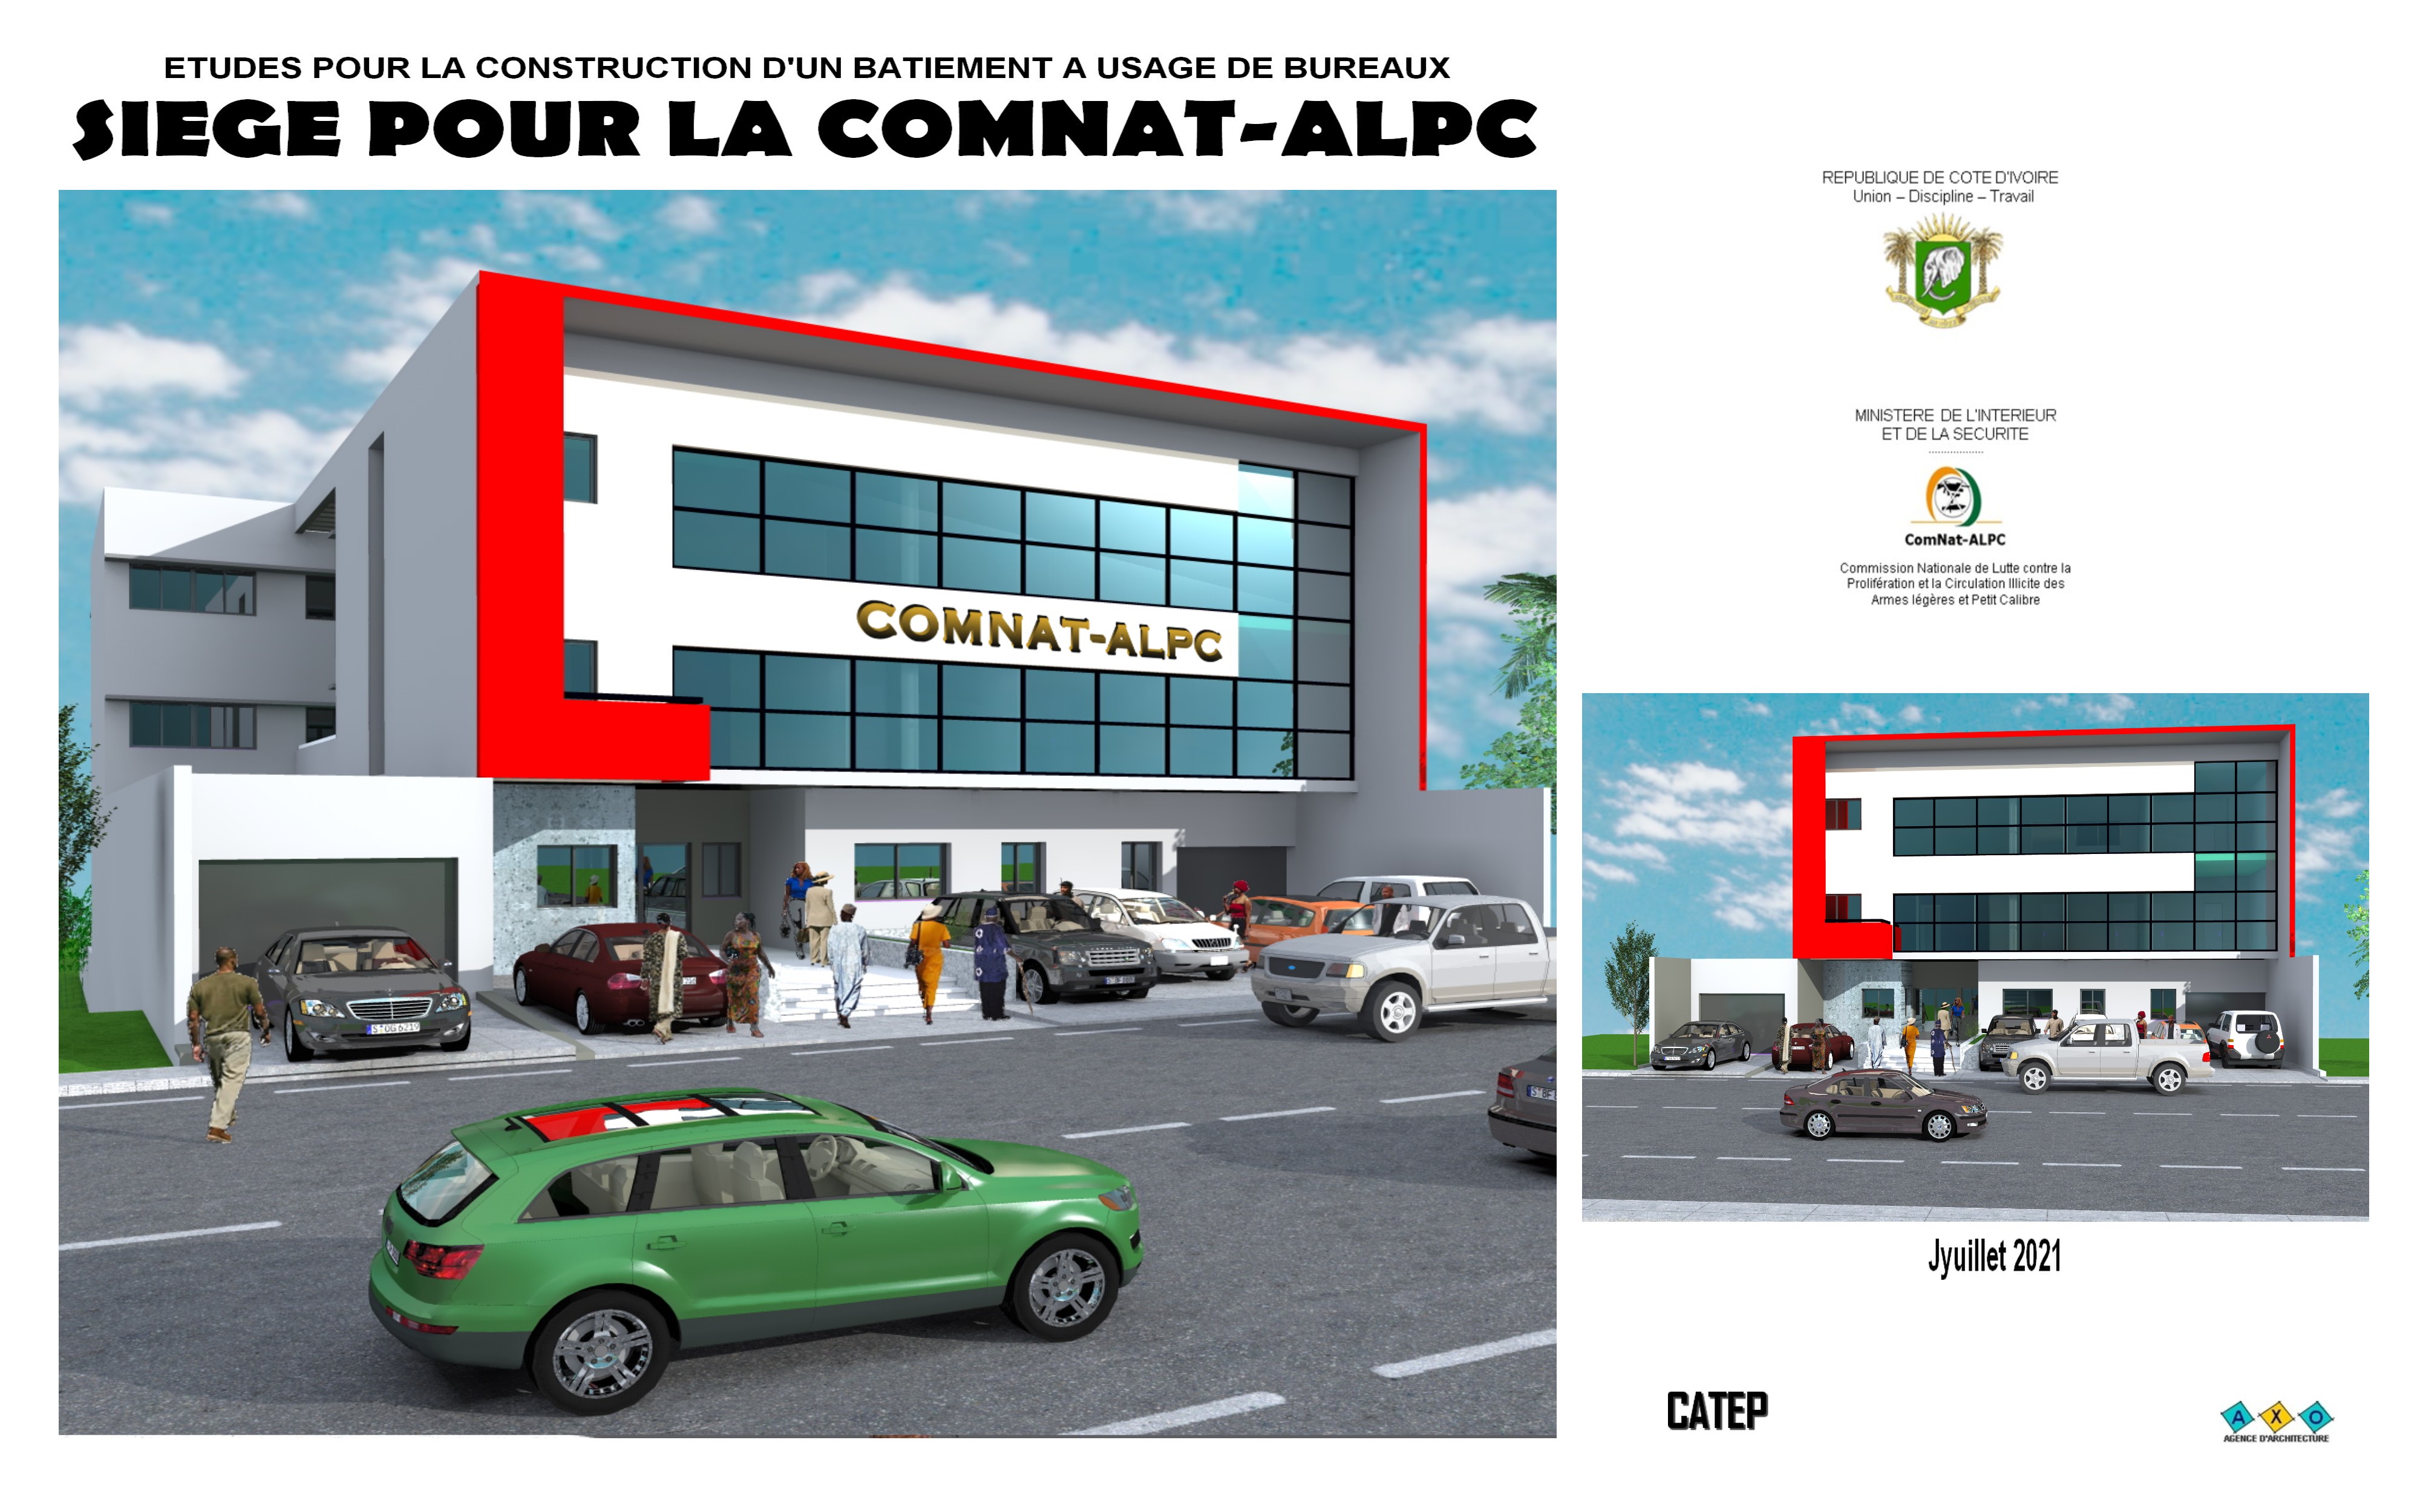 ETUDES POUR LA CONSTRUCTION D'UN BATIEMENT A USAGE DE BUREAUX
SIEGE POUR LA COMNAT-ALPC
COMNAT-ALPC
S OG 6219
REPUBLIQUE DE COTE D'IVOIRE
Union – Discipline – Travail
MINISTERE DE L'INTERIEUR
ET DE LA SECURITE
ComNat-ALPC
Commission Nationale de Lutte contre la
Prolifération et la Circulation Illicite des
Armes légères et Petit Calibre
Jyuillet 2021
CATEP
A X O
AGENCE D'ARCHITECTURE